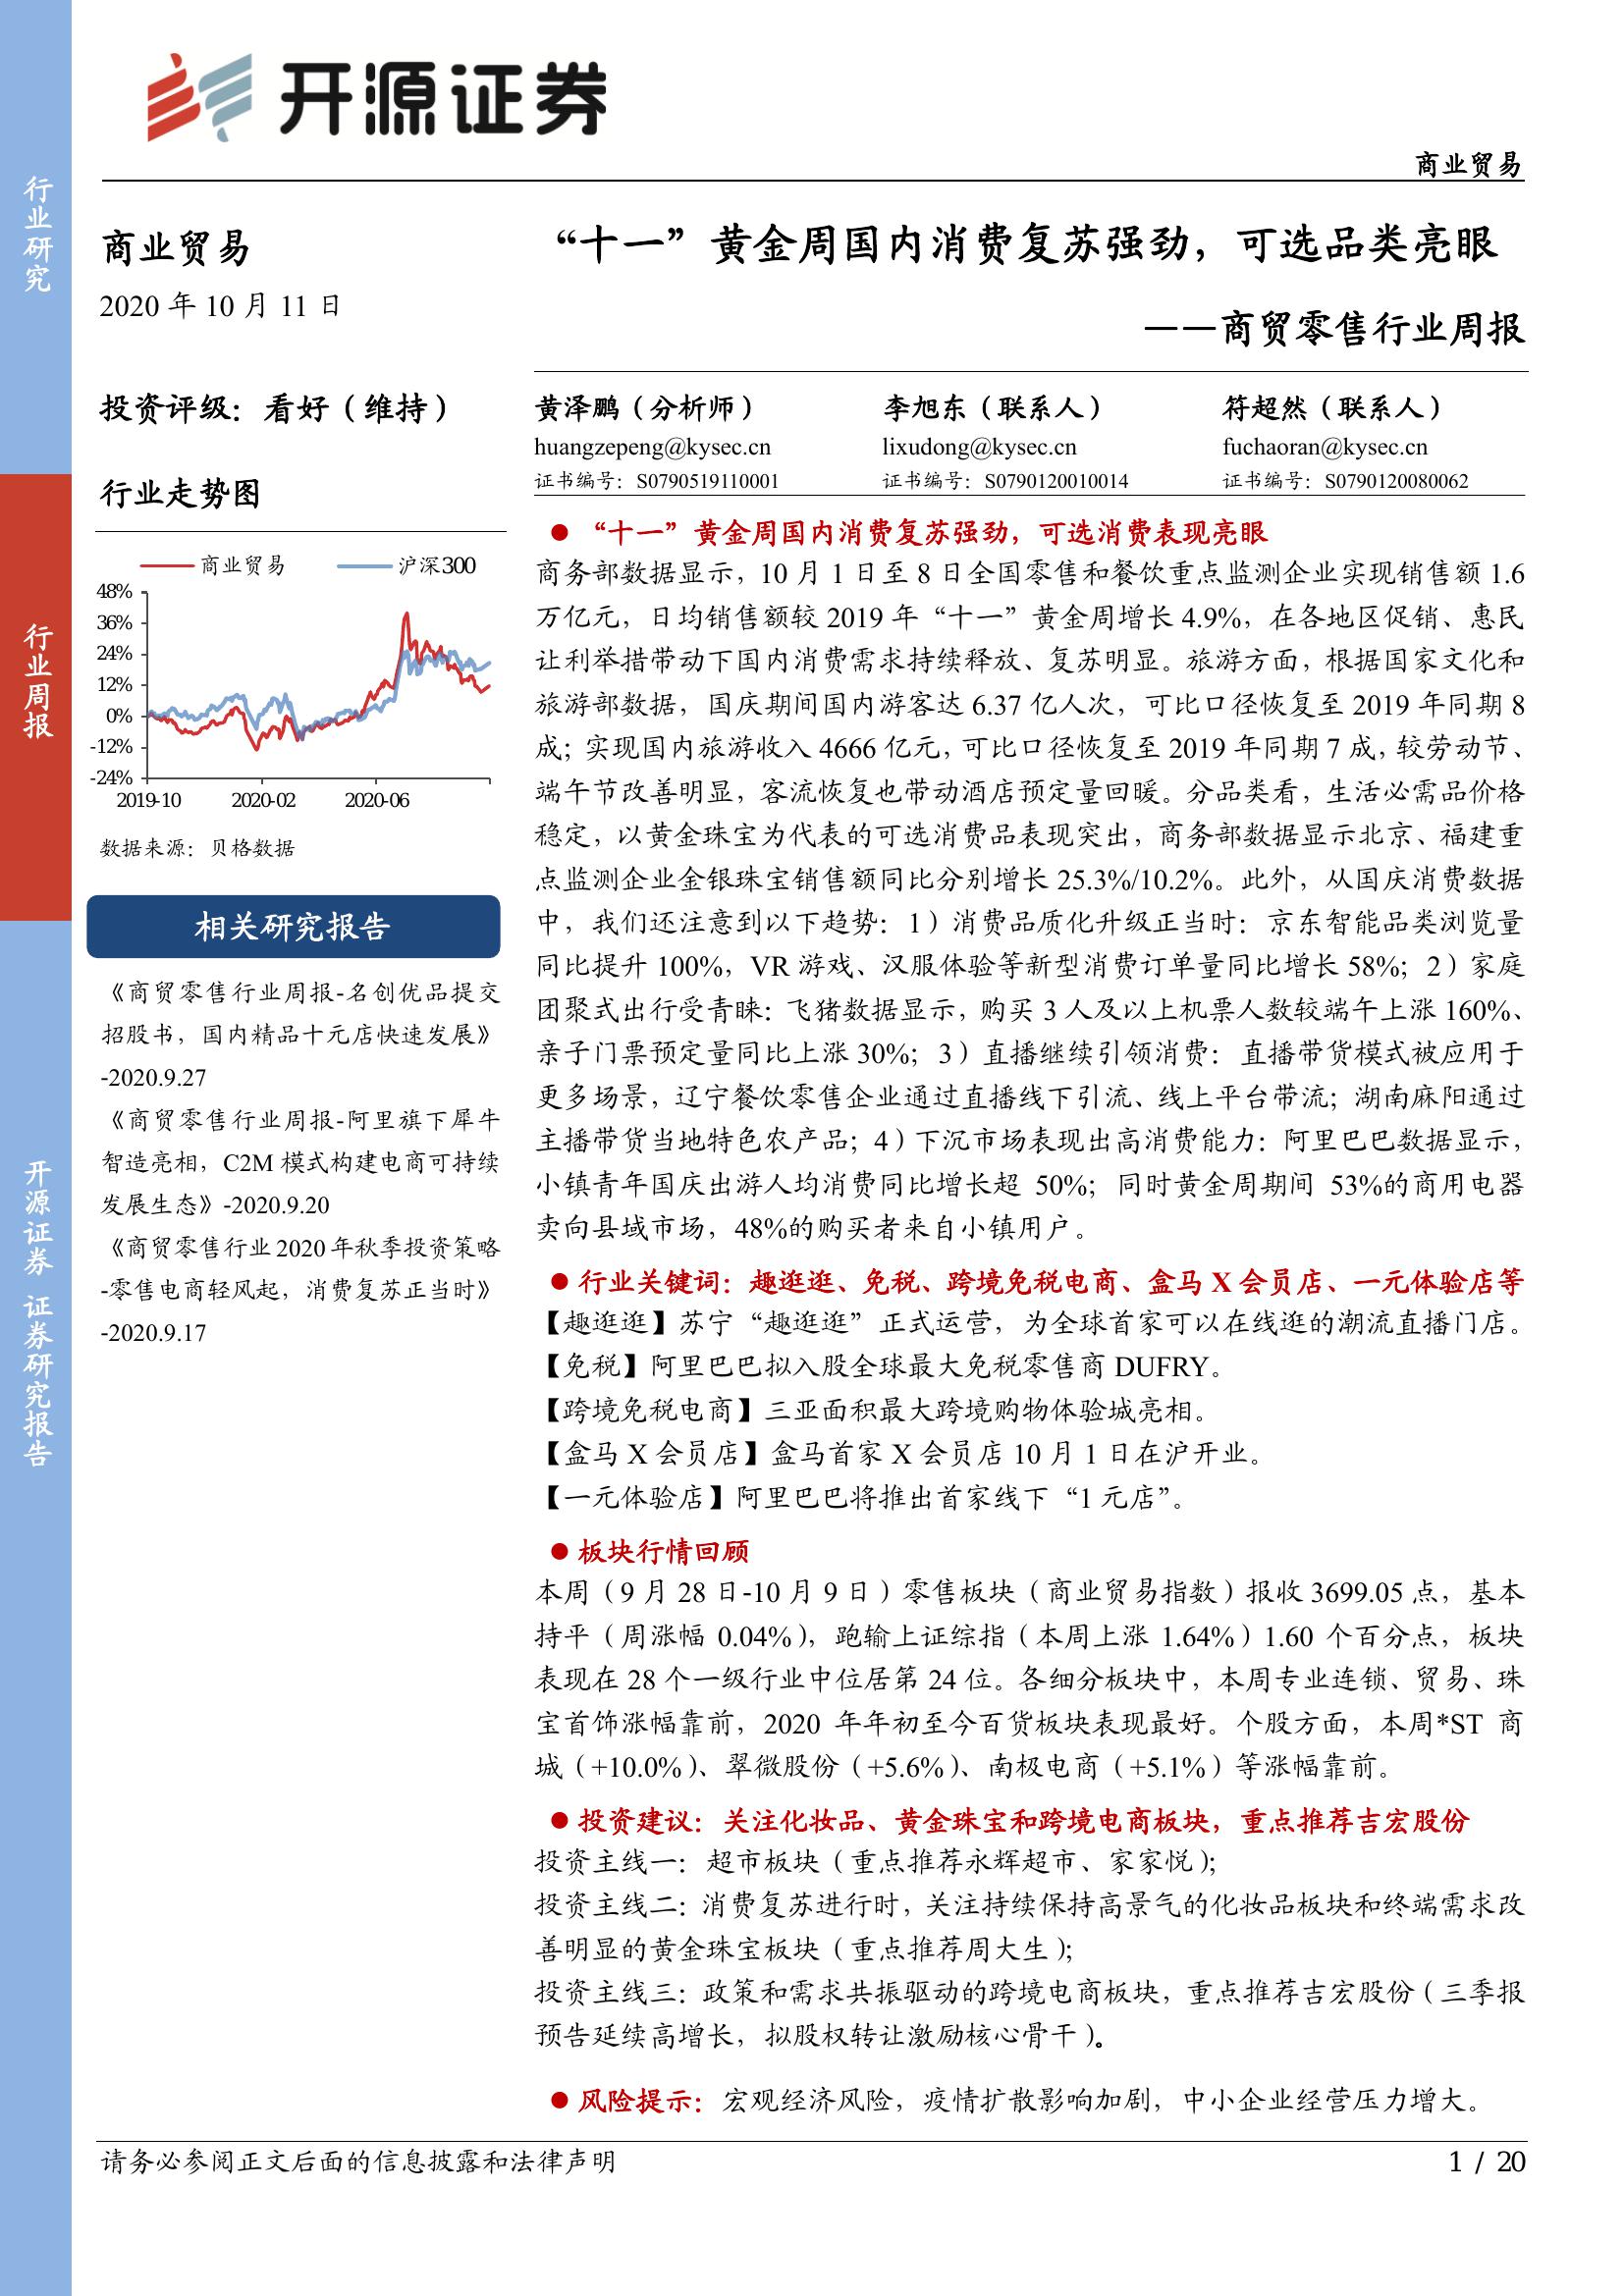 开源证券
商业贸易
行业研究
行业周报
开源证券 证券研究报告
商业贸易
2020 年 10 月 11 日
“十一”黄金周国内消费复苏强劲，可选品类亮眼
——商贸零售行业周报
投资评级：看好（维持）
行业走势图
商业贸易 沪深300
48%
36%
24%
12%
0%
-12%
-24%
2019-10 2020-02 2020-06
数据来源：贝格数据
相关研究报告
《商贸零售行业周报-名创优品提交
招股书，国内精品十元店快速发展》
-2020.9.27
《商贸零售行业周报-阿里旗下犀牛
智造亮相，C2M 模式构建电商可持续
发展生态》-2020.9.20
《商贸零售行业 2020 年秋季投资策略
-零售电商轻风起，消费复苏正当时》
-2020.9.17
黄泽鹏（分析师） 李旭东（联系人） 符超然（联系人）
huangzepeng@kysec.cn lixudong@kysec.cn fuchaoran@kysec.cn
证书编号：S0790519110001 证书编号：S0790120010014 证书编号：S0790120080062
● “十一”黄金周国内消费复苏强劲，可选消费表现亮眼
商务部数据显示，10 月 1 日至 8 日全国零售和餐饮重点监测企业实现销售额 1.6
万亿元，日均销售额较 2019 年“十一”黄金周增长 4.9%，在各地区促销、惠民
让利举措带动下国内消费需求持续释放、复苏明显。旅游方面，根据国家文化和
旅游部数据，国庆期间国内游客达 6.37 亿人次，可比口径恢复至 2019 年同期 8
成；实现国内旅游收入 4666 亿元，可比口径恢复至 2019 年同期 7 成，较劳动节、
端午节改善明显，客流恢复也带动酒店预定量回暖。分品类看，生活必需品价格
稳定，以黄金珠宝为代表的可选消费品表现突出，商务部数据显示北京、福建重
点监测企业金银珠宝销售额同比分别增长 25.3%/10.2%。此外，从国庆消费数据
中，我们还注意到以下趋势：1）消费品质化升级正当时：京东智能品类浏览量
同比提升 100%，VR 游戏、汉服体验等新型消费订单量同比增长 58%；2）家庭
团聚式出行受青睐：飞猪数据显示，购买 3 人及以上机票人数较端午上涨 160%、
亲子门票预定量同比上涨 30%；3）直播继续引领消费：直播带货模式被应用于
更多场景，辽宁餐饮零售企业通过直播线下引流、线上平台带流；湖南麻阳通过
主播带货当地特色农产品；4）下沉市场表现出高消费能力：阿里巴巴数据显示，
小镇青年国庆出游人均消费同比增长超 50%；同时黄金周期间 53%的商用电器
卖向县域市场，48%的购买者来自小镇用户。
● 行业关键词：趣逛逛、免税、跨境免税电商、盒马 X 会员店、一元体验店等
【趣逛逛】苏宁“趣逛逛”正式运营，为全球首家可以在线逛的潮流直播门店。
【免税】阿里巴巴拟入股全球最大免税零售商 DUFRY。
【跨境免税电商】三亚面积最大跨境购物体验城亮相。
【盒马 X 会员店】盒马首家 X 会员店 10 月 1 日在沪开业。
【一元体验店】阿里巴巴将推出首家线下“1 元店”。
● 板块行情回顾
本周（9 月 28 日-10 月 9 日）零售板块（商业贸易指数）报收 3699.05 点，基本
持平（周涨幅 0.04%），跑输上证综指（本周上涨 1.64%）1.60 个百分点，板块
表现在 28 个一级行业中位居第 24 位。各细分板块中，本周专业连锁、贸易、珠
宝首饰涨幅靠前，2020 年年初至今百货板块表现最好。个股方面，本周*ST 商
城（+10.0%）、翠微股份（+5.6%）、南极电商（+5.1%）等涨幅靠前。
● 投资建议：关注化妆品、黄金珠宝和跨境电商板块，重点推荐吉宏股份
投资主线一：超市板块（重点推荐永辉超市、家家悦）；
投资主线二：消费复苏进行时，关注持续保持高景气的化妆品板块和终端需求改
善明显的黄金珠宝板块（重点推荐周大生）；
投资主线三：政策和需求共振驱动的跨境电商板块，重点推荐吉宏股份（三季报
预告延续高增长，拟股权转让激励核心骨干）。
● 风险提示：宏观经济风险，疫情扩散影响加剧，中小企业经营压力增大。
请务必参阅正文后面的信息披露和法律声明 1 / 20